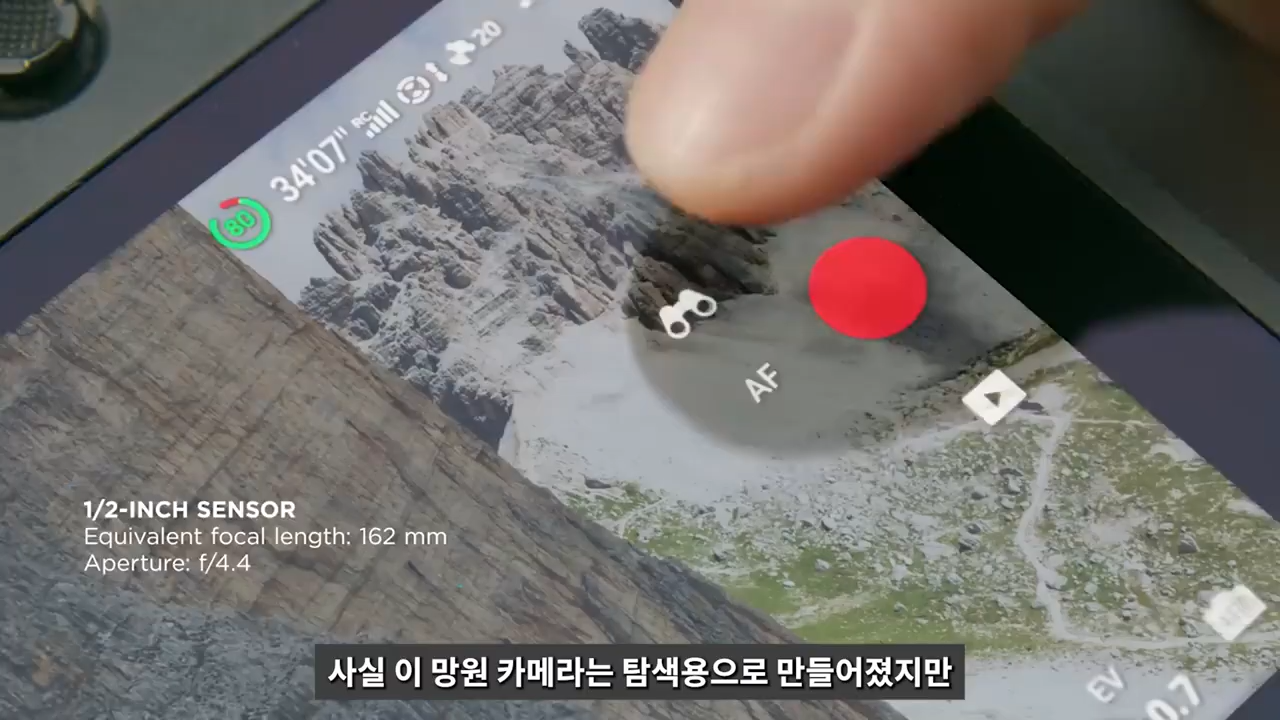 20
RC
34'07"
80
AF
1/2-INCH SENSOR
Equivalent focal length: 162 mm
Aperture: f/4.4
사실 이 망원 카메라는 탐색용으로 만들어졌지만
EV
0.7